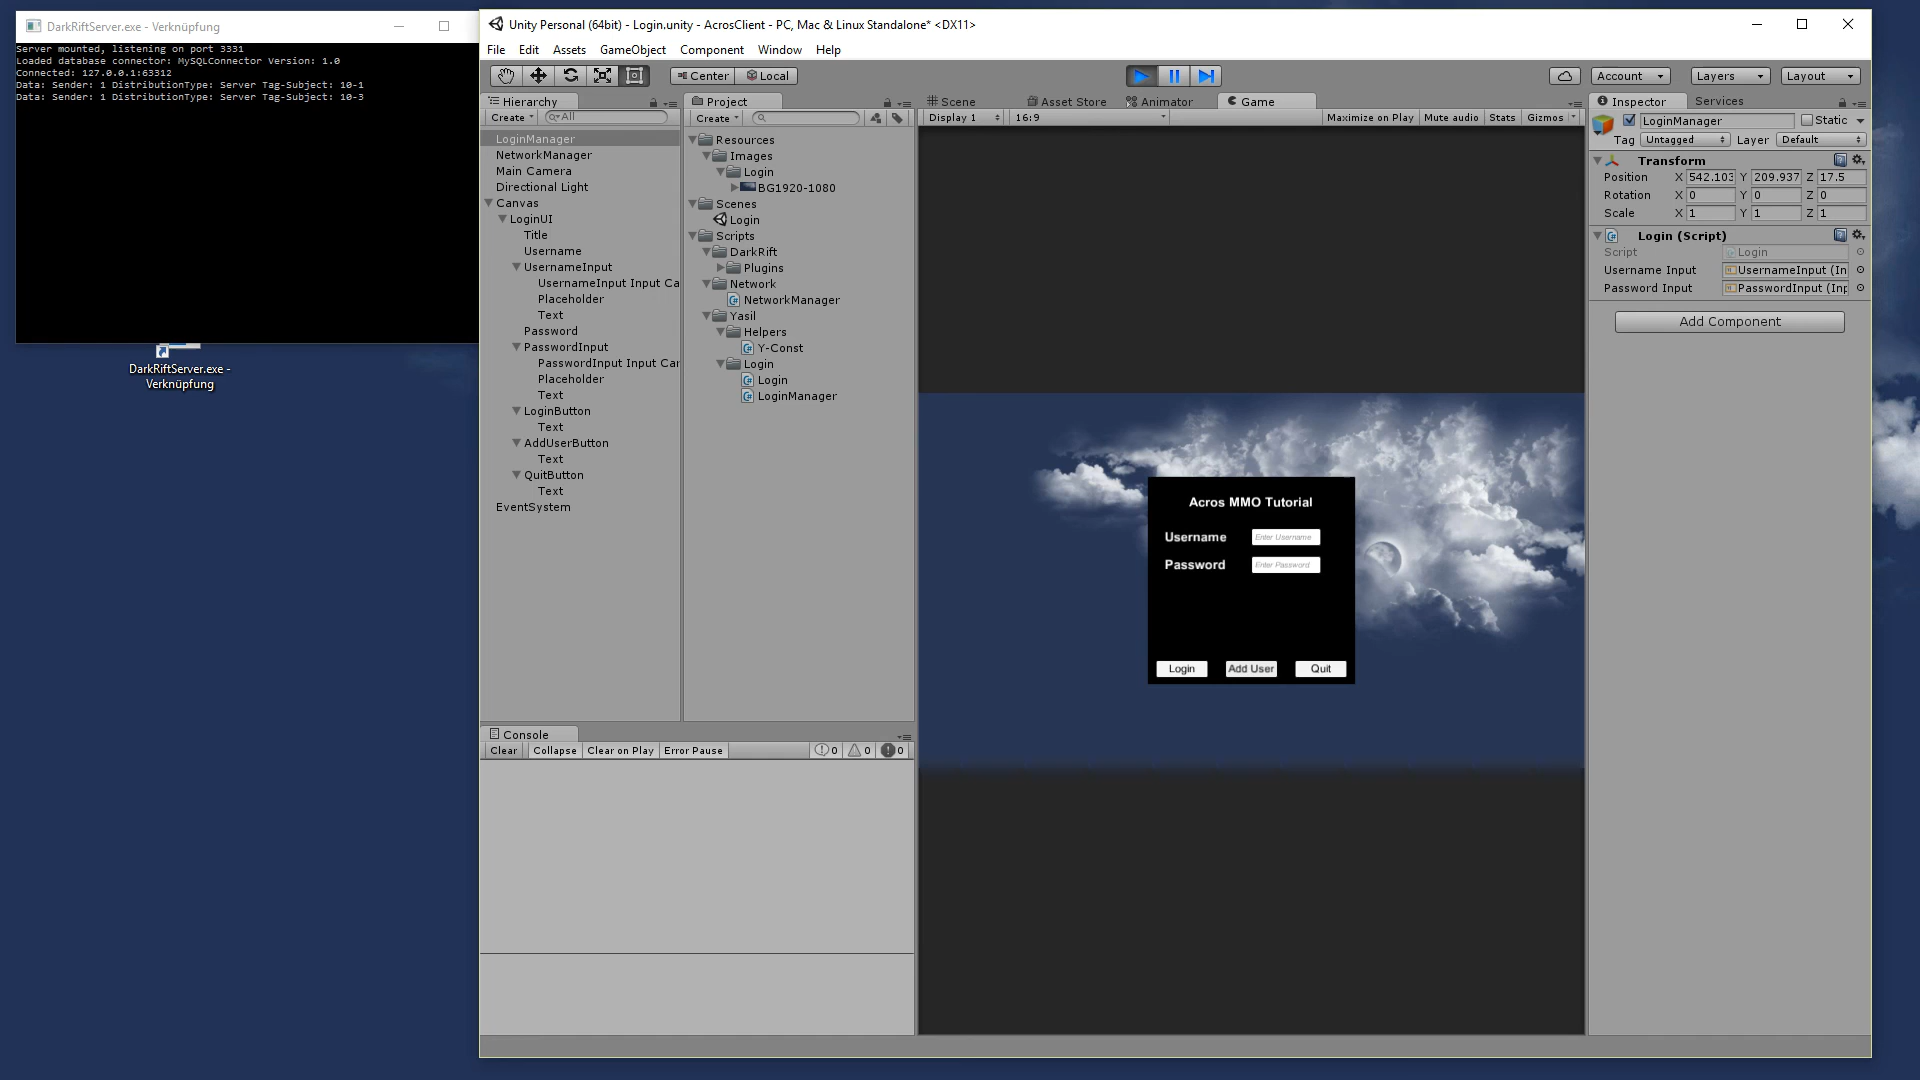 DarkRiftServer.exe - Verknüpfung
Server mounted, listening on port 3331
Loaded database connector: MySQLConnector Version: 1.0
Connected: 127.0.0.1:63312
Data: Sender: 1 DistributionType: Server Tag-Subject: 10-1
Data: Sender: 1 DistributionType: Server Tag-Subject: 10-3
DarkRiftServer.exe - Verknüpfung
Unity Personal (64bit) - Login.unity - AcrosClient - PC, Mac & Linux Standalone* <DX11>
File Edit Assets GameObject Component Window Help
Center Local
Account Layers Layout
Hierarchy
Create All
LoginManager
NetworkManager
Main Camera
Directional Light
Canvas
LoginUI
Title
Username
UsernameInput
UsernameInput Input Ca
Placeholder
Text
Password
PasswordInput
PasswordInput Input Car
Placeholder
Text
LoginButton
Text
AddUserButton
Text
QuitButton
Text
EventSystem
Project
Create
Resources
Images
Login
BG1920-1080
Scenes
Login
Scripts
DarkRift
Plugins
Network
NetworkManager
Yasil
Helpers
Y-Const
Login
Login
LoginManager
Console
Clear Collapse Clear on Play Error Pause 0 0 0
Scene Asset Store Animator Game
Display 1 16:9 Maximize on Play Mute audio Stats Gizmos
Acros MMO Tutorial
Username Enter Username
Password Enter Password
Login Add User Quit
Inspector Services
LoginManager Static
Tag Untagged Layer Default
Transform
Position X 542.103 Y 209.937 Z 17.5
Rotation X 0 Y 0 Z 0
Scale X 1 Y 1 Z 1
Login (Script)
Script Login
Username Input UsernameInput (In
Password Input PasswordInput (Inp
Add Component